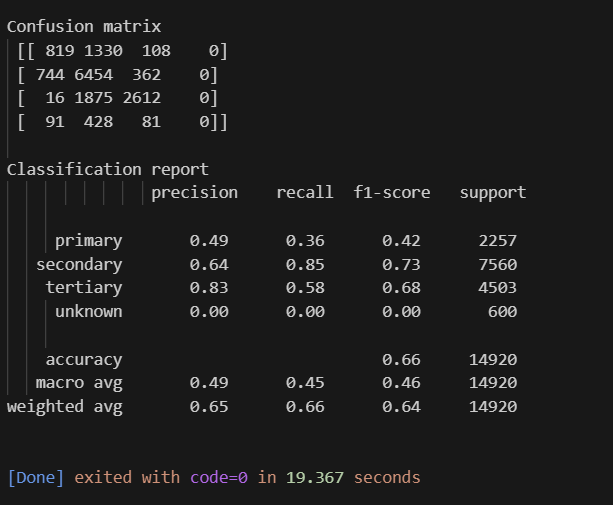 Confusion matrix
[[ 819 1330 108 0]
[ 744 6454 362 0]
[ 16 1875 2612 0]
[ 91 428 81 0]]
Classification report
precision recall f1-score support
primary 0.49 0.36 0.42 2257
secondary 0.64 0.85 0.73 7560
tertiary 0.83 0.58 0.68 4503
unknown 0.00 0.00 0.00 600
accuracy 0.66 14920
macro avg 0.49 0.45 0.46 14920
weighted avg 0.65 0.66 0.64 14920
[Done] exited with code=0 in 19.367 seconds